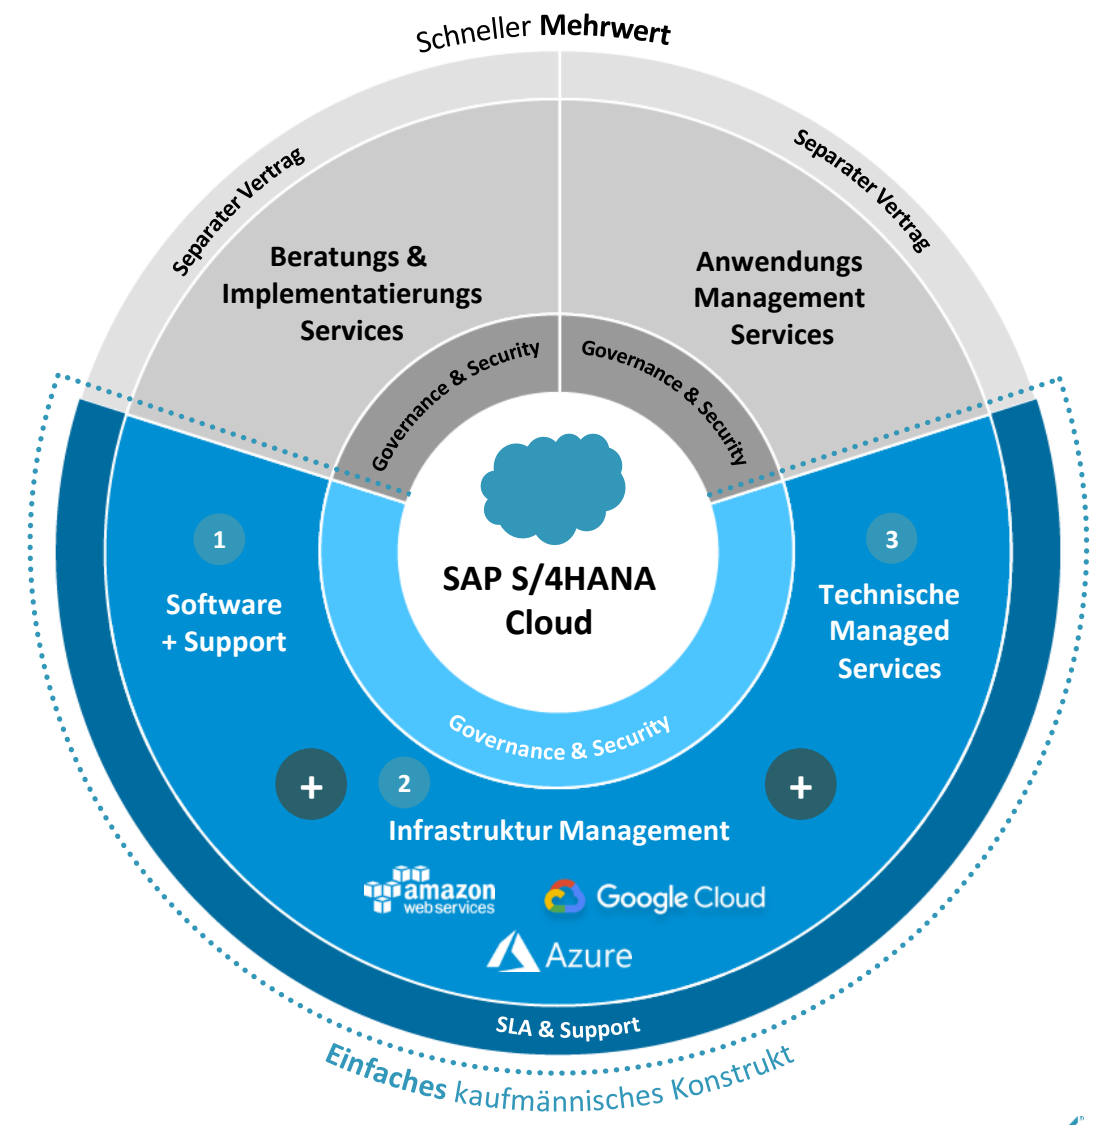 Schneller Mehrwert
Separater Vertrag
Separater Vertrag
Beratungs &
Implementatierungs
Services
Anwendungs
Management
Services
Governance & Security
Governance & Security
SAP S/4HANA
Cloud
1
Software
+ Support
3
Technische
Managed
Services
Governance & Security
+
2
+
Infrastruktur Management
amazon
webservices
Google Cloud
Azure
SLA & Support
Einfaches kaufmännisches Konstrukt
®